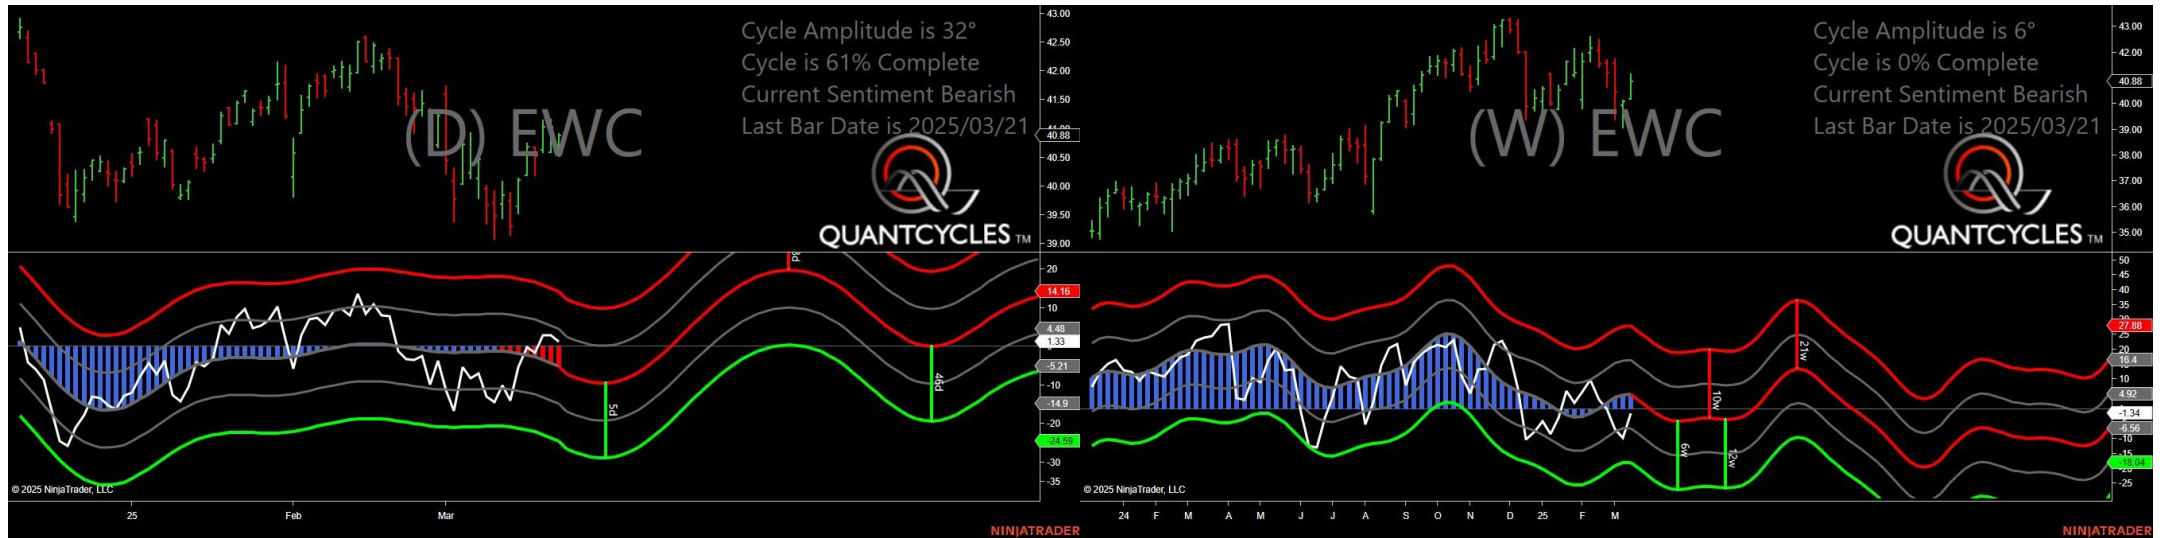 Cycle Amplitude is 32°
Cycle is 61% Complete
Current Sentiment Bearish
Last Bar Date is 2025/03/21
(D) EWC
QUANTCYCLES TM
43.00
42.50
42.00
41.50
41.00
40.88
40.50
40.00
39.50
39.00
20
14.16
10
4.48
1.33
-5.21
-10
-14.9
-20
-24.59
-30
-35
5d
46d
© 2025 NinjaTrader, LLC
25 Feb Mar
NINJATRADER
Cycle Amplitude is 6°
Cycle is 0% Complete
Current Sentiment Bearish
Last Bar Date is 2025/03/21
(W) EWC
QUANTCYCLES TM
43.00
42.00
40.88
40.00
39.00
38.00
37.00
36.00
35.00
50
45
40
35
27.88
25
20
16.4
10
4.92
-1.34
-6.56
-10
-15
-18.04
-25
21w
10w
6w
12w
© 2025 NinjaTrader, LLC
24 F M A M J J A S O N D 25 F M
NINJATRADER